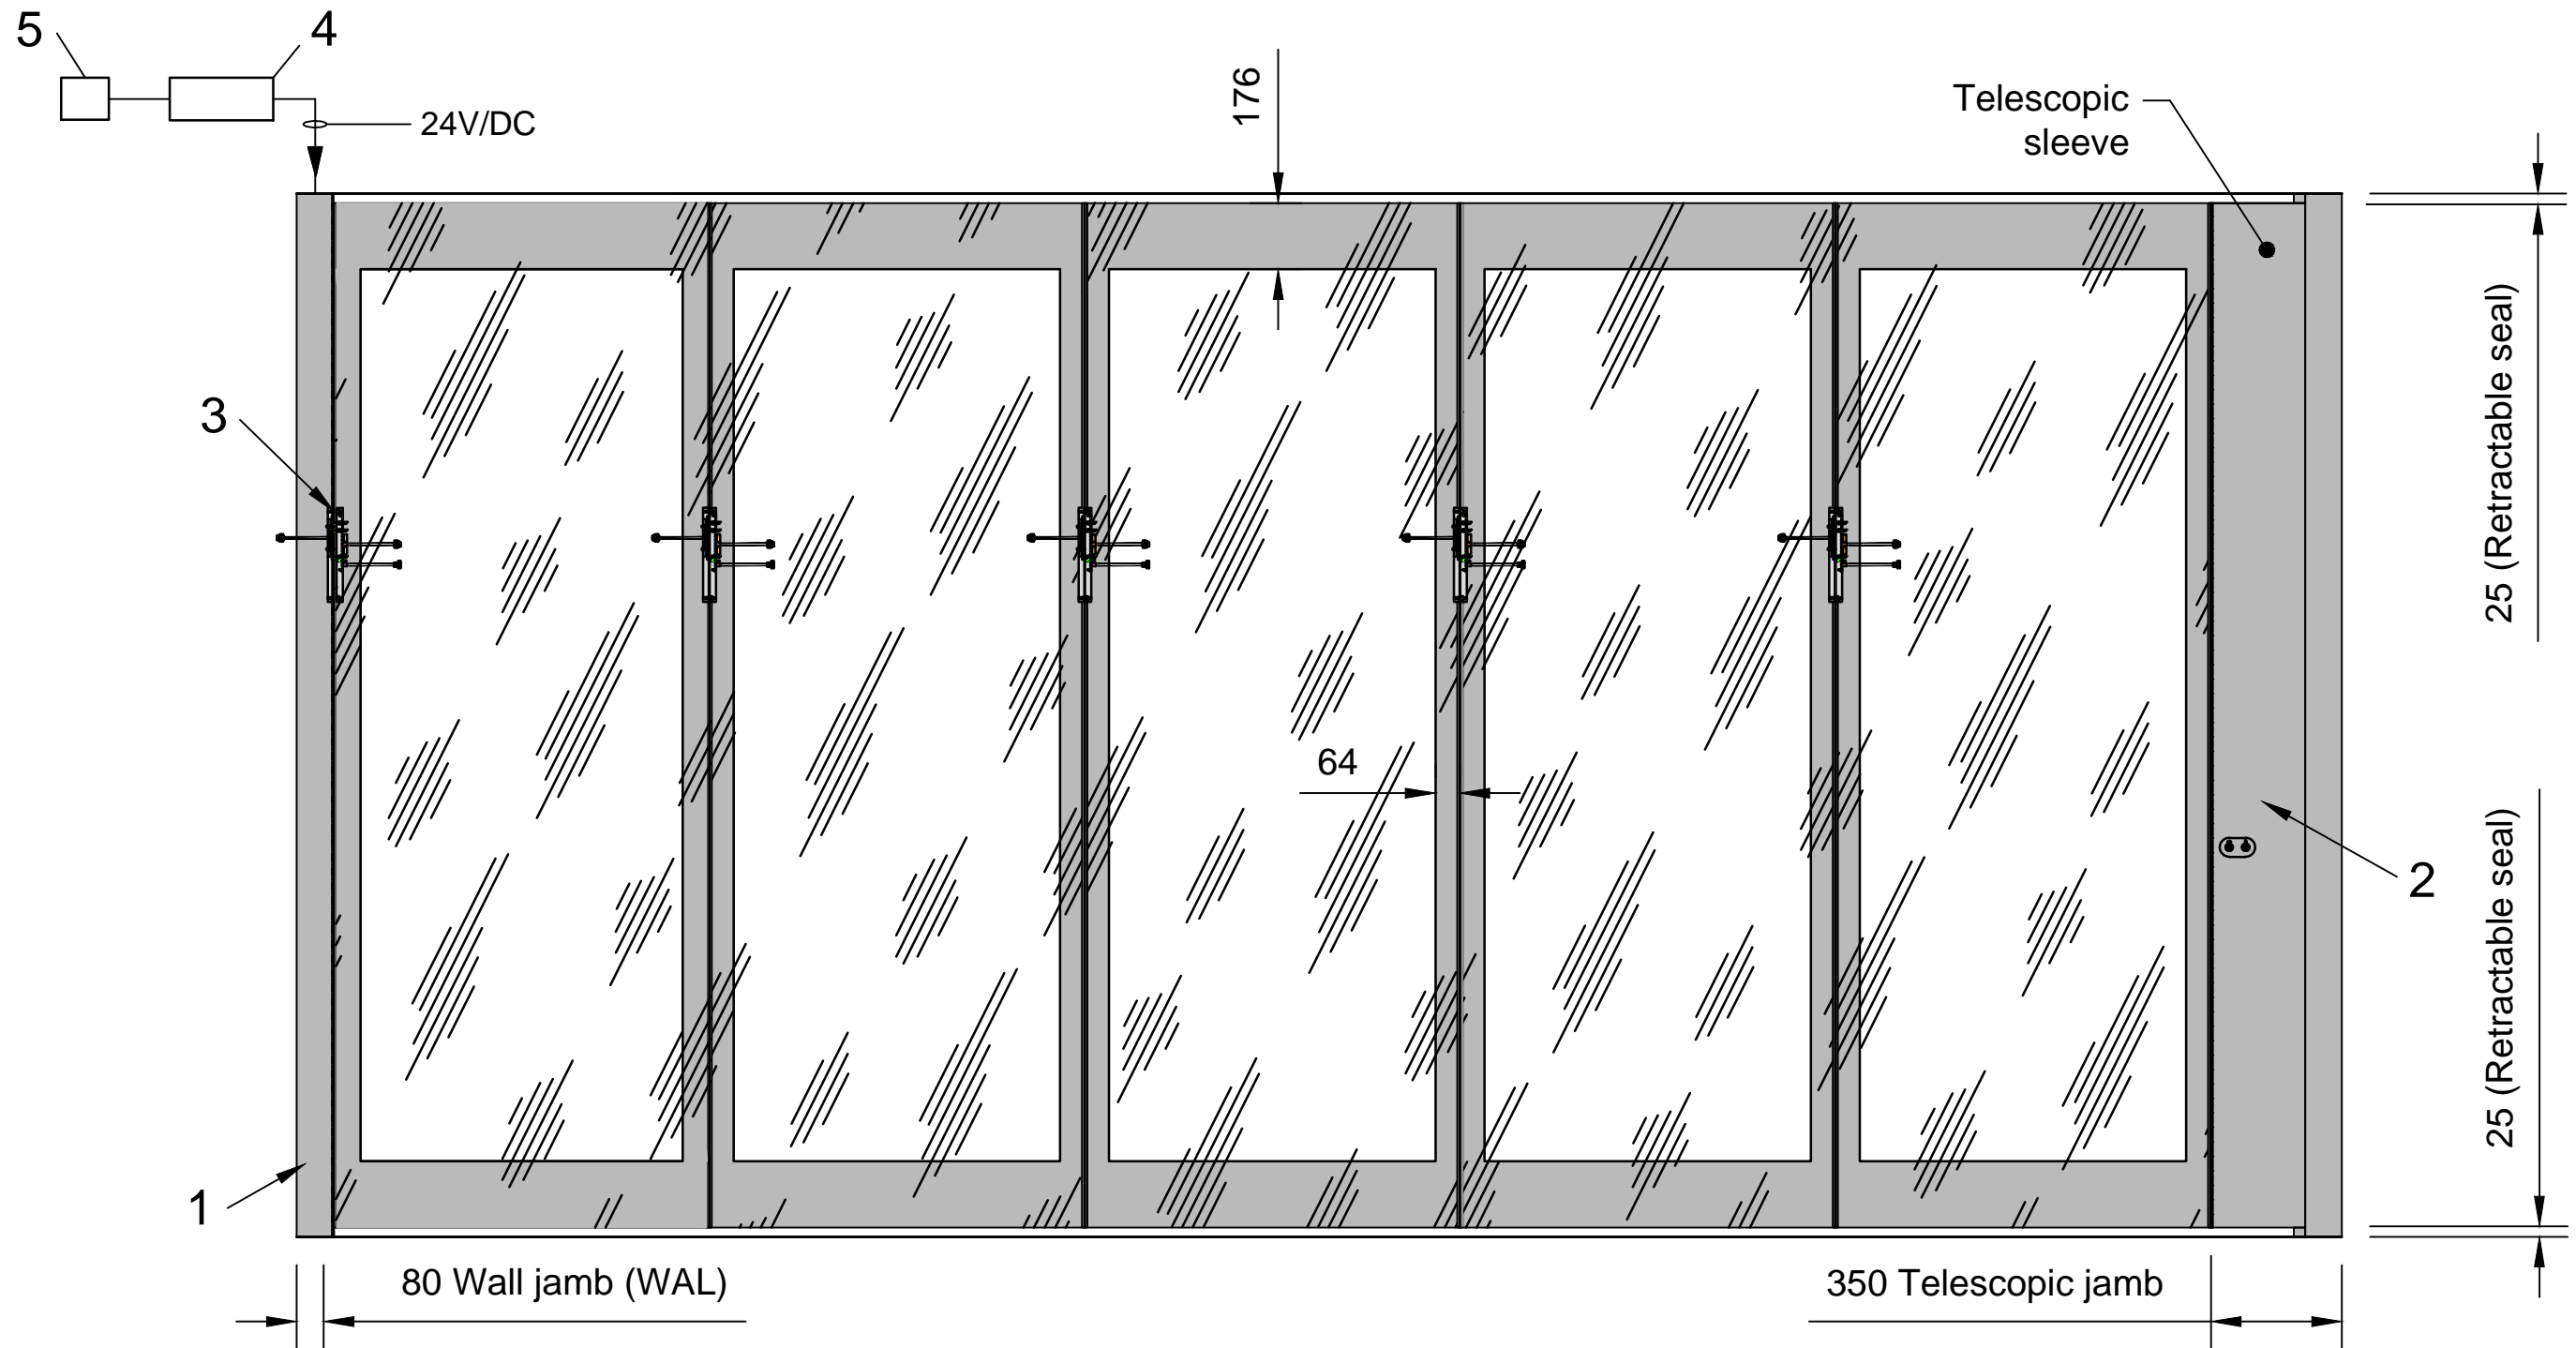 5
4
24V/DC
176
Telescopic
sleeve
25 (Retractable seal)
3
64
2
25 (Retractable seal)
1
80 Wall jamb (WAL)
350 Telescopic jamb